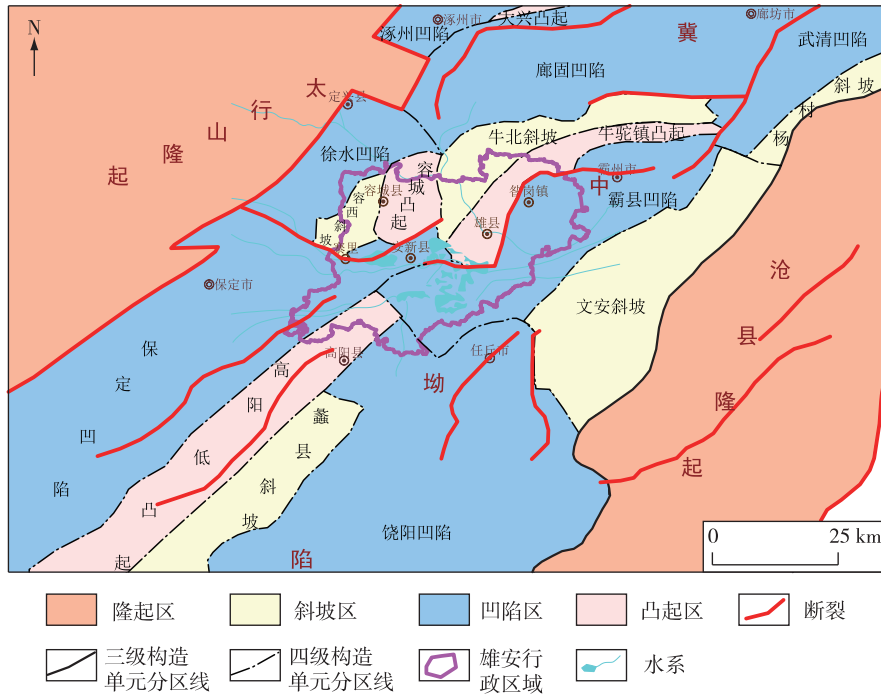 N
涿州市
大兴凸起
廊坊市
涿州凹陷
冀
武清凹陷
廊固凹陷
斜坡
太
定兴县
村
行
牛北斜坡
牛驼镇凸起
杨
山
徐水凹陷
隆
容
霸州市
起
城
中
容城县
凸
昝岗镇
霸县凹陷
容
西
起
斜
雄县
坡
寨里
安新县
沧
保定市
文安斜坡
县
保
高阳县
任丘市
定
高
坳
隆
阳
蠡
凹
低
县
起
陷
斜
凸
坡
饶阳凹陷
起
陷
0
25 km
隆起区
斜坡区
凹陷区
凸起区
断裂
三级构造
单元分区线
四级构造
单元分区线
雄安行
政区域
水系